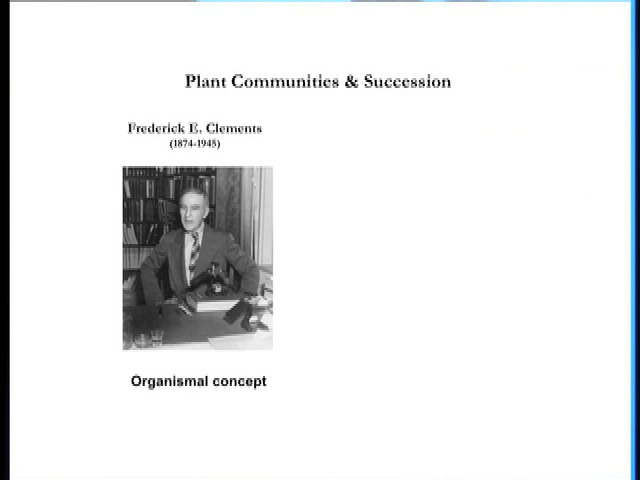 Plant Communities & Succession
Frederick E. Clements
(1874-1945)
Organismal concept